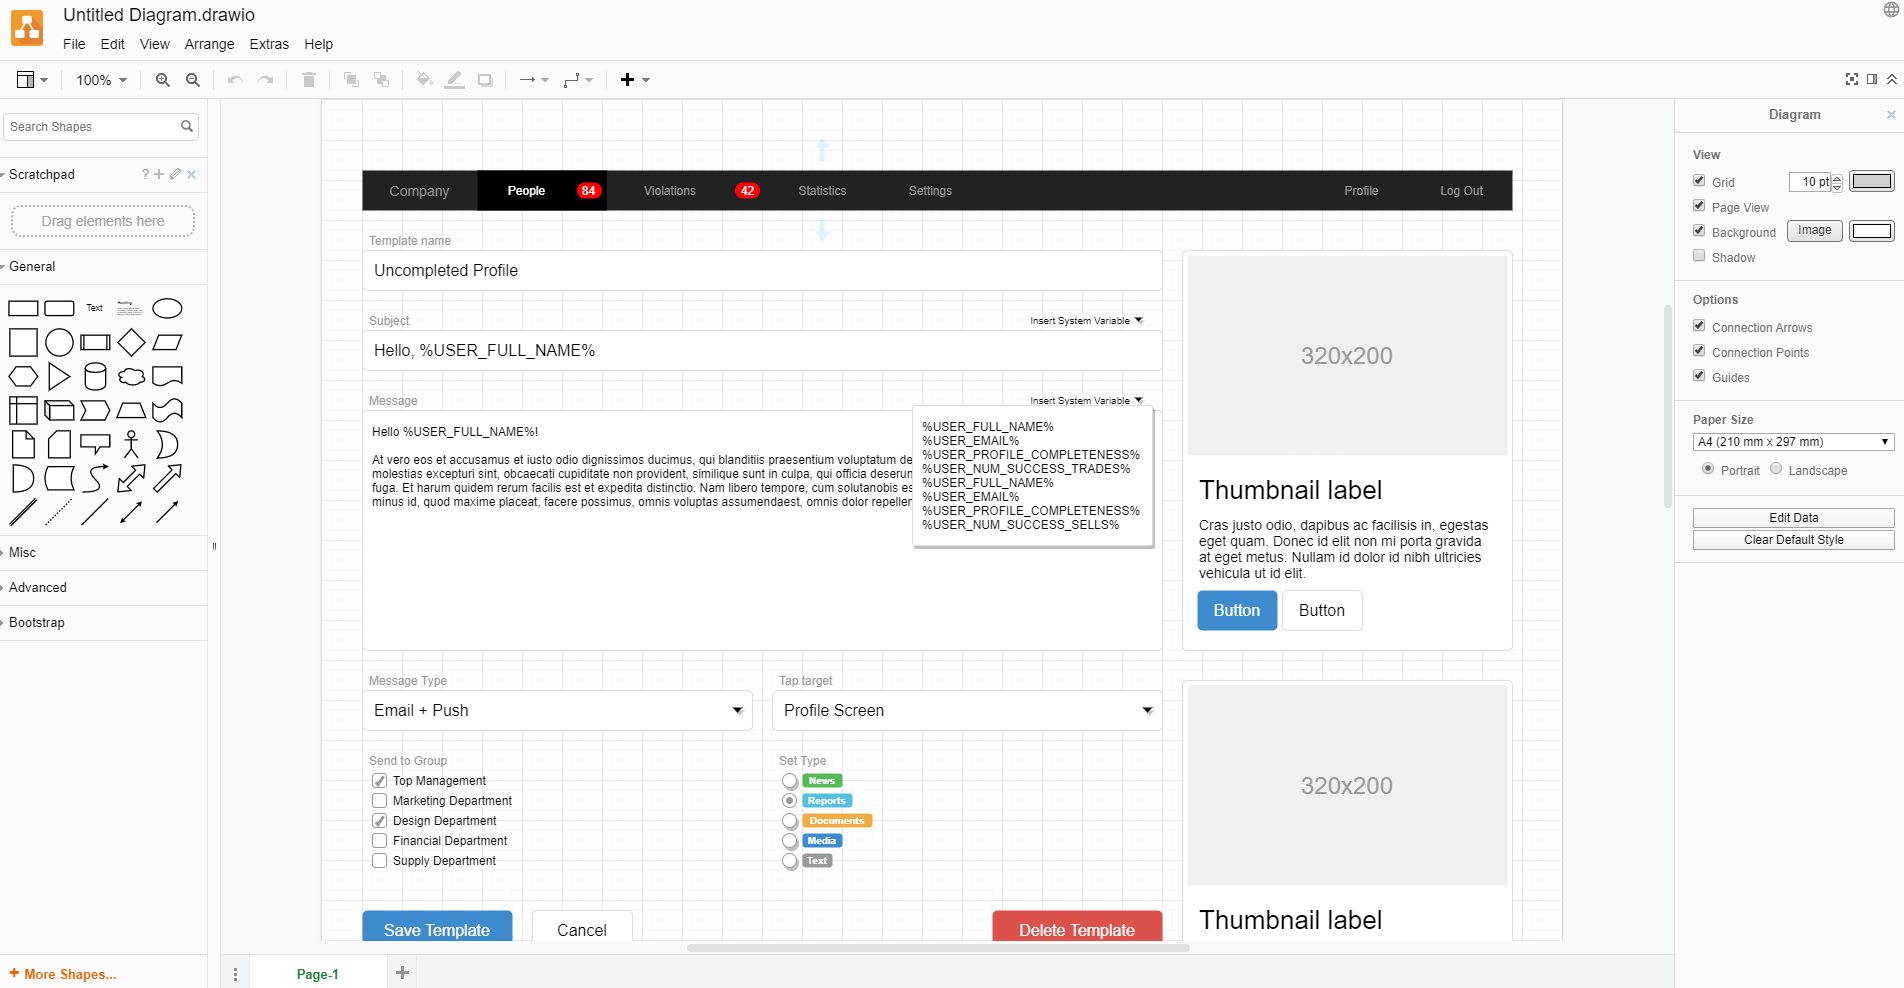 Untitled Diagram.drawio
File Edit View Arrange Extras Help
100%
Search Shapes
Scratchpad
?
Drag elements here
General
Text
Misc
Advanced
Bootstrap
+ More Shapes...
Company People 84 Violations 42 Statistics Settings Profile Log Out
Template name
Uncompleted Profile
Subject
Insert System Variable
Hello, %USER_FULL_NAME%
Message
Insert System Variable
Hello %USER_FULL_NAME%!
At vero eos et accusamus et iusto odio dignissimos ducimus, qui blanditiis praesentium voluptatum de
molestias excepturi sint, obcaecati cupiditate non provident, similique sunt in culpa, qui officia deserun
fuga. Et harum quidem rerum facilis est et expedita distinctio. Nam libero tempore, cum solutanobis es
minus id, quod maxime placeat, facere possimus, omnis voluptas assumendaest, omnis dolor repeller
%USER_FULL_NAME%
%USER_EMAIL%
%USER_PROFILE_COMPLETENESS%
%USER_NUM_SUCCESS_TRADES%
%USER_FULL_NAME%
%USER_EMAIL%
%USER_PROFILE_COMPLETENESS%
%USER_NUM_SUCCESS_SELLS%
Message Type
Email + Push
Tap target
Profile Screen
Send to Group
Top Management
Marketing Department
Design Department
Financial Department
Supply Department
Set Type
News
Reports
Documents
Media
Text
Save Template
Cancel
Delete Template
320x200
Thumbnail label
Cras justo odio, dapibus ac facilisis in, egestas
eget quam. Donec id elit non mi porta gravida
at eget metus. Nullam id dolor id nibh ultricies
vehicula ut id elit.
Button Button
320x200
Thumbnail label
Page-1
Diagram
View
Grid 10 pt
Page View
Background Image
Shadow
Options
Connection Arrows
Connection Points
Guides
Paper Size
A4 (210 mm x 297 mm)
Portrait Landscape
Edit Data
Clear Default Style